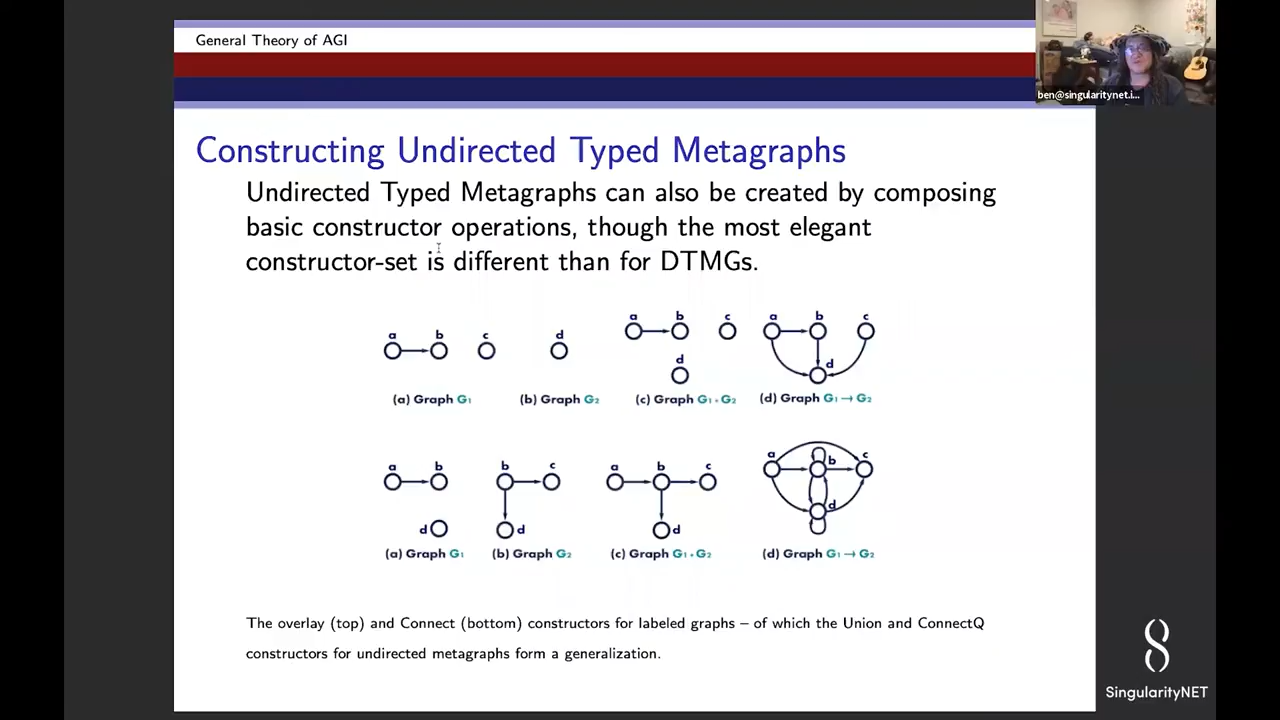 General Theory of AGI
ben@singularitynet.i...
Constructing Undirected Typed Metagraphs
Undirected Typed Metagraphs can also be created by composing
basic constructor operations, though the most elegant
constructor-set is different than for DTMGs.
a b c
d
a b c
d
a b c
d
(a) Graph G₁
(b) Graph G₂
(c) Graph G₁ + G₂
(d) Graph G₁ → G₂
a b
d
b c
d
a b c
d
a b c
d
(a) Graph G₁
(b) Graph G₂
(c) Graph G₁ + G₂
(d) Graph G₁ → G₂
The overlay (top) and Connect (bottom) constructors for labeled graphs – of which the Union and ConnectQ
constructors for undirected metagraphs form a generalization.
SingularityNET